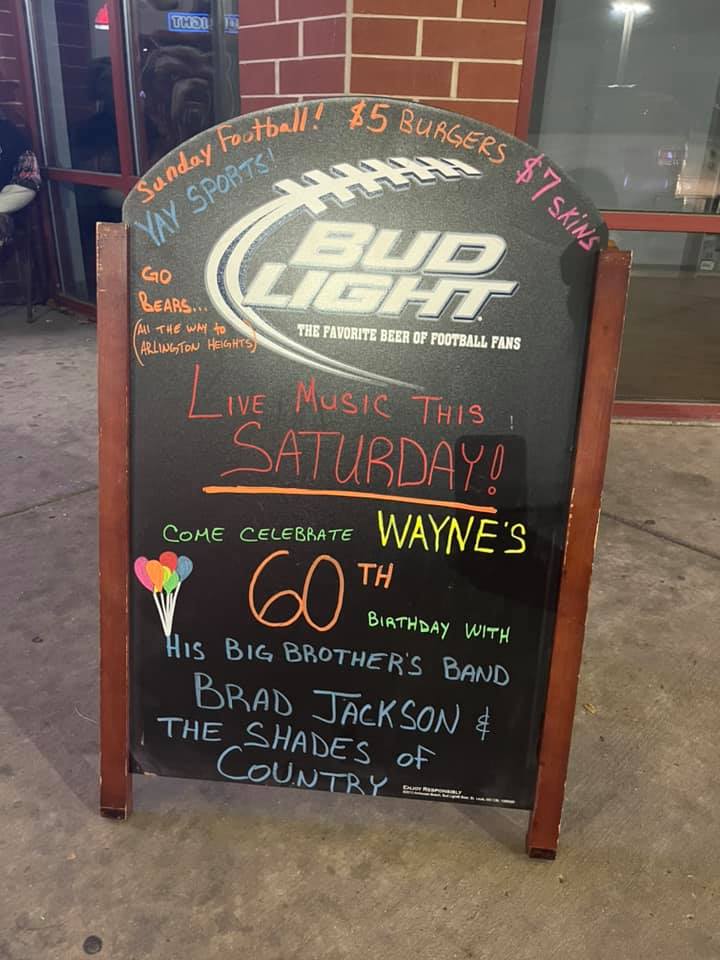 Sunday Football! $5 BURGERS $7 SKINS
YAY SPORTS!
BUD
LIGHT
THE FAVORITE BEER OF FOOTBALL FANS
GO
BEARS...
(All THE WAY to
ARLINGTON HEIGHTS)
LIVE MUSIC THIS
SATURDAY!
COME CELEBRATE WAYNE'S
60TH
BIRTHDAY WITH
HIS BIG BROTHER'S BAND
BRAD JACKSON &
THE SHADES OF
COUNTRY
ENJOY RESPONSIBLY